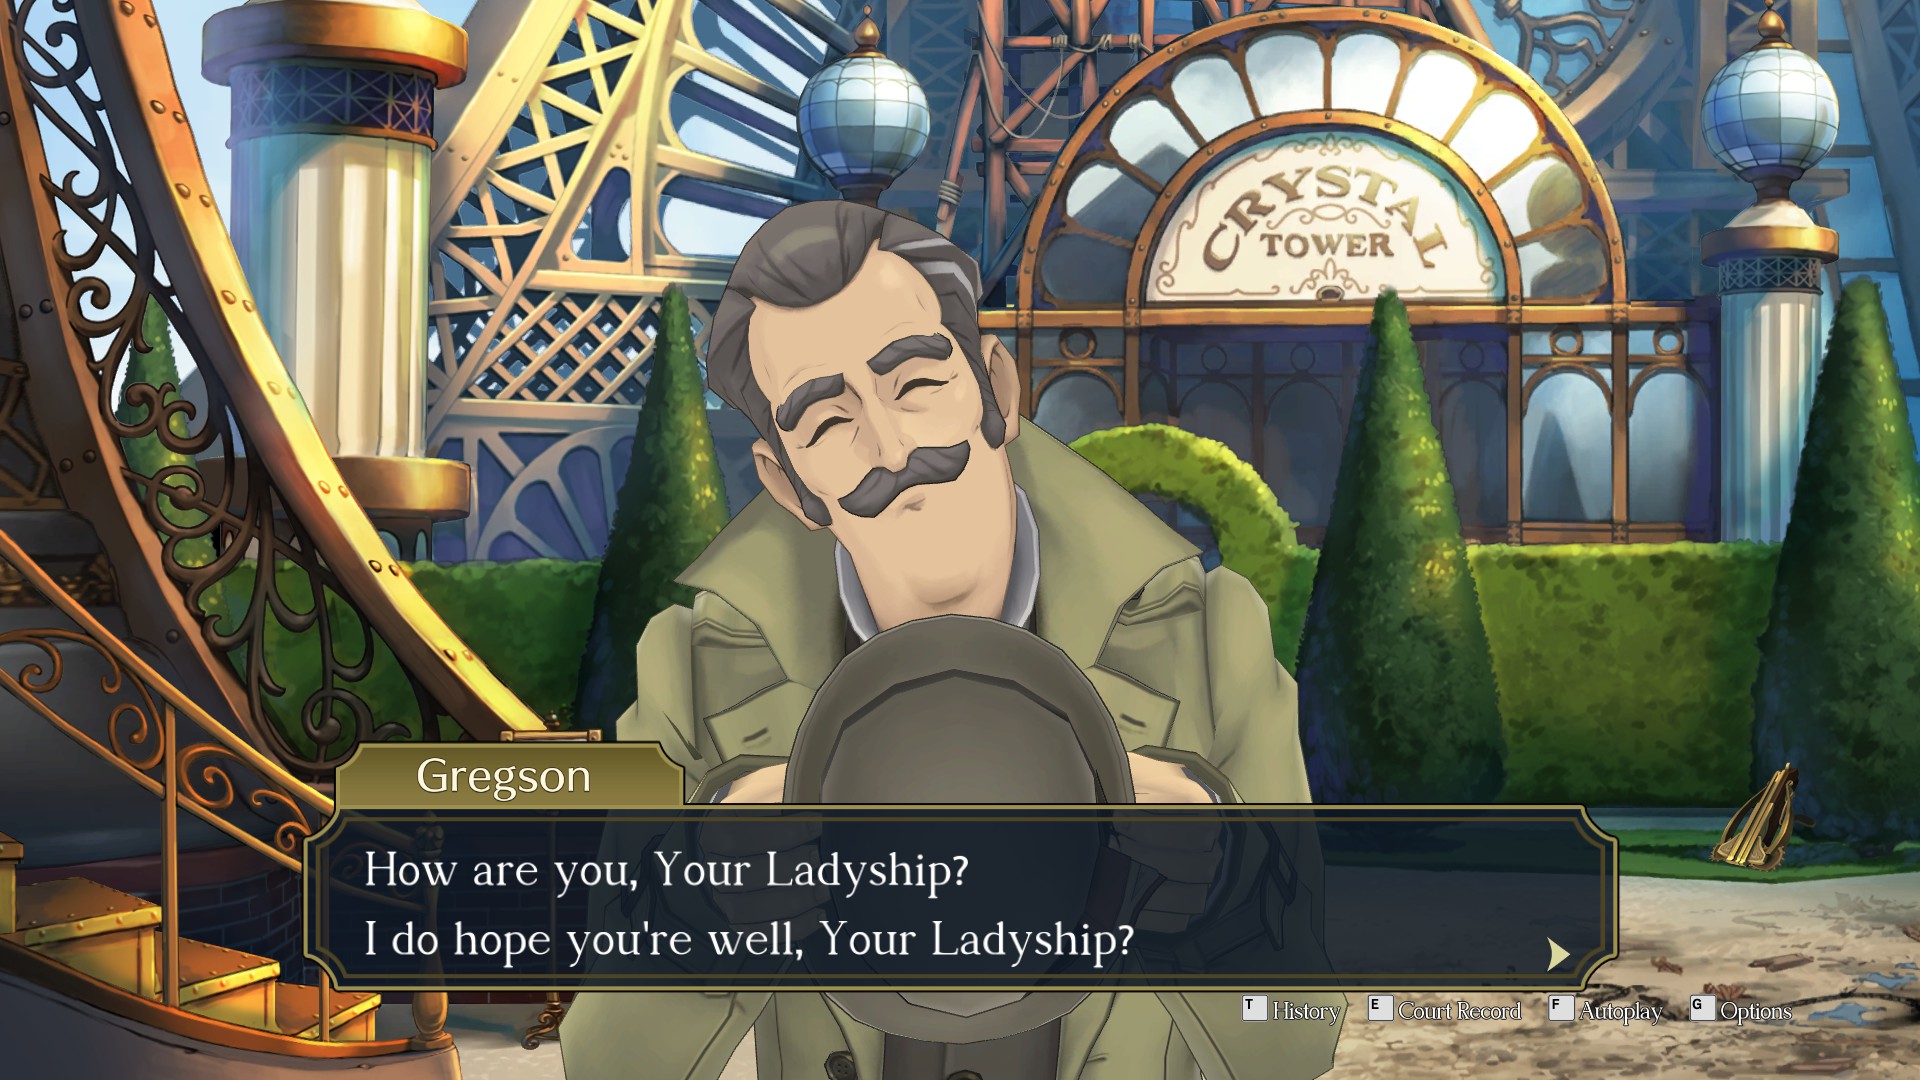 CRYSTAL
TOWER
Gregson
How are you, Your Ladyship?
I do hope you're well, Your Ladyship?
T History E Court Record F Autoplay G Options